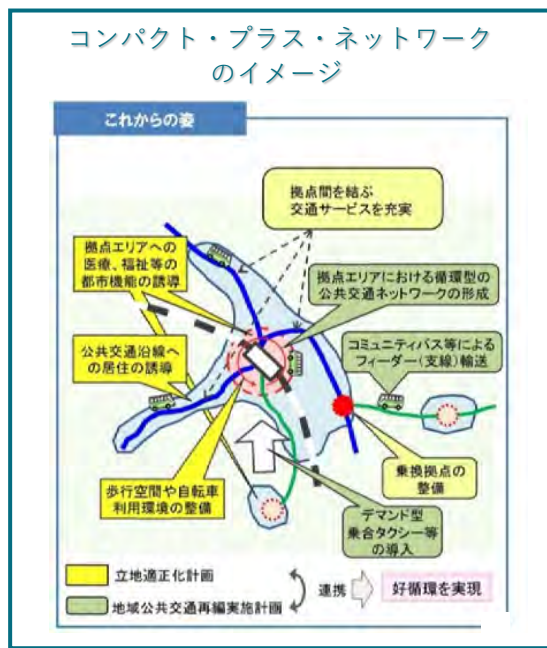 コンパクト・プラス・ネットワーク
のイメージ
これからの姿
拠点間を結ぶ
交通サービスを充実
拠点エリアへの
医療、福祉等の
都市機能の誘導
拠点エリアにおける循環型の
公共交通ネットワークの形成
公共交通沿線へ
の居住の誘導
コミュニティバス等による
フィーダー(支線)輸送
歩行空間や自転車
利用環境の整備
乗換拠点の
整備
デマンド型
乗合タクシー等
の導入
立地適正化計画
地域公共交通再編実施計画
連携
好循環を実現